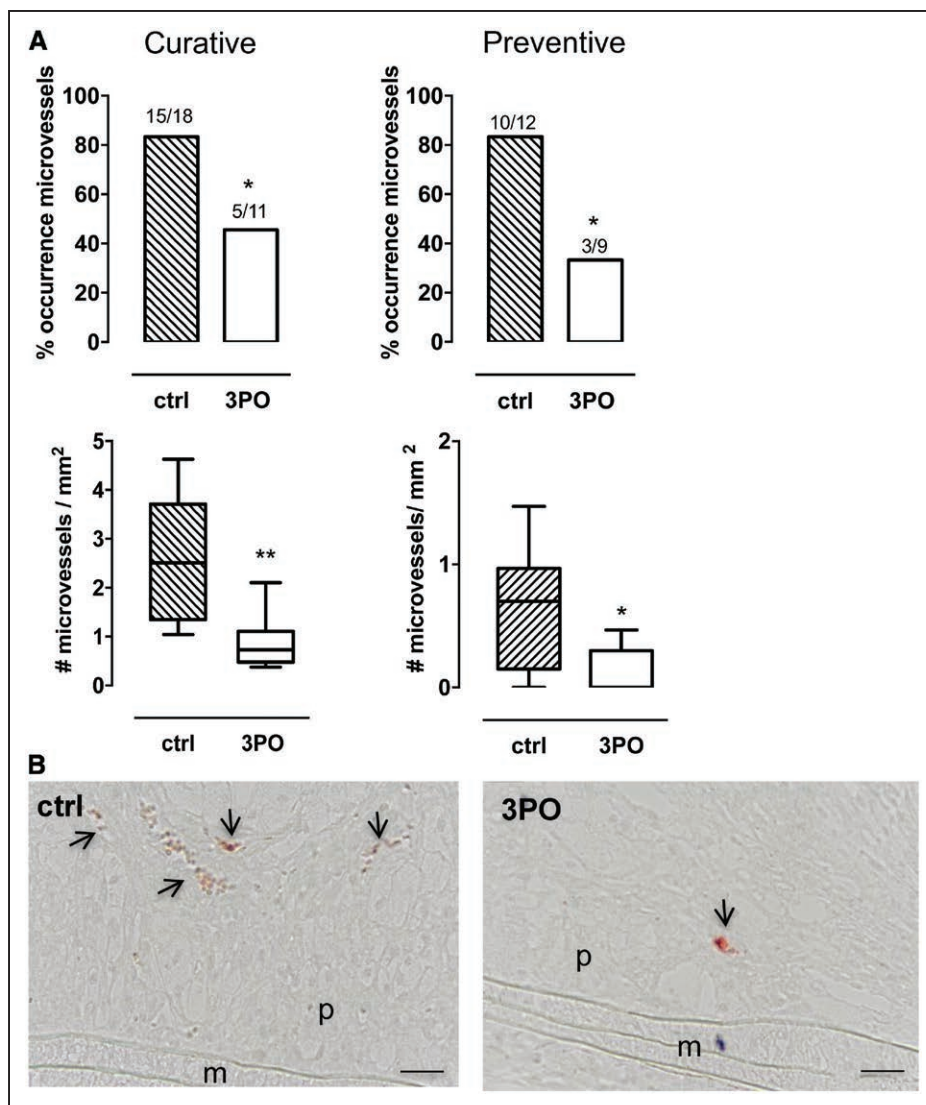 A
Curative
Preventive
% occurrence microvessels
100
80
60
40
20
0
15/18
*
5/11
ctrl
3PO
% occurrence microvessels
100
80
60
40
20
0
10/12
*
3/9
ctrl
3PO
# microvessels / mm2
5
4
3
2
1
0
**
ctrl
3PO
# microvessels/ mm 2
2
1
0
*
ctrl
3PO
B
ctrl
p
m
3PO
p
m